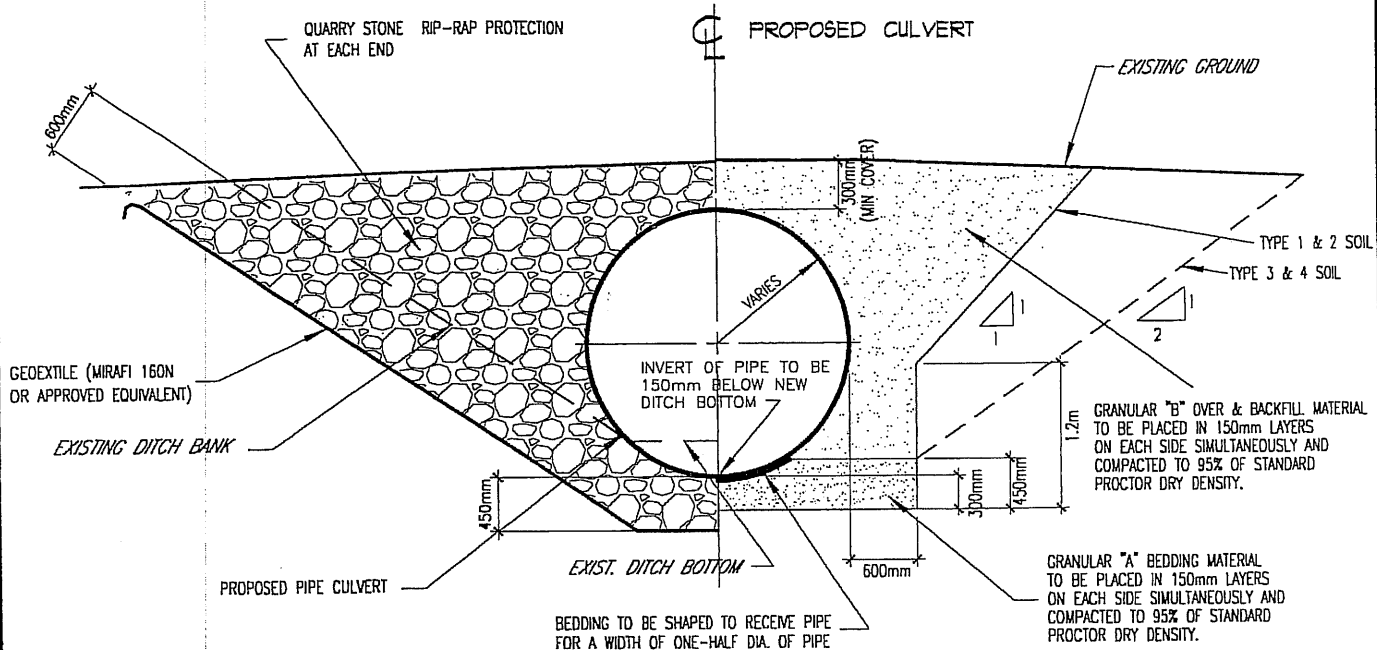 QUARRY STONE RIP-RAP PROTECTION
AT EACH END
℄ PROPOSED CULVERT
EXISTING GROUND
600mm
300mm
(MIN COVER)
TYPE 1 & 2 SOIL
TYPE 3 & 4 SOIL
VARIES
1
1
1
2
GEOEXTILE (MIRAFI 160N
OR APPROVED EQUIVALENT)
INVERT OF PIPE TO BE
150mm BELOW NEW
DITCH BOTTOM
EXISTING DITCH BANK
GRANULAR "B" OVER & BACKFILL MATERIAL
TO BE PLACED IN 150mm LAYERS
ON EACH SIDE SIMULTANEOUSLY AND
COMPACTED TO 95% OF STANDARD
PROCTOR DRY DENSITY.
1.2m
450mm
300mm
450mm
600mm
EXIST. DITCH BOTTOM
PROPOSED PIPE CULVERT
GRANULAR "A" BEDDING MATERIAL
TO BE PLACED IN 150mm LAYERS
ON EACH SIDE SIMULTANEOUSLY AND
COMPACTED TO 95% OF STANDARD
PROCTOR DRY DENSITY.
BEDDING TO BE SHAPED TO RECEIVE PIPE
FOR A WIDTH OF ONE-HALF DIA. OF PIPE